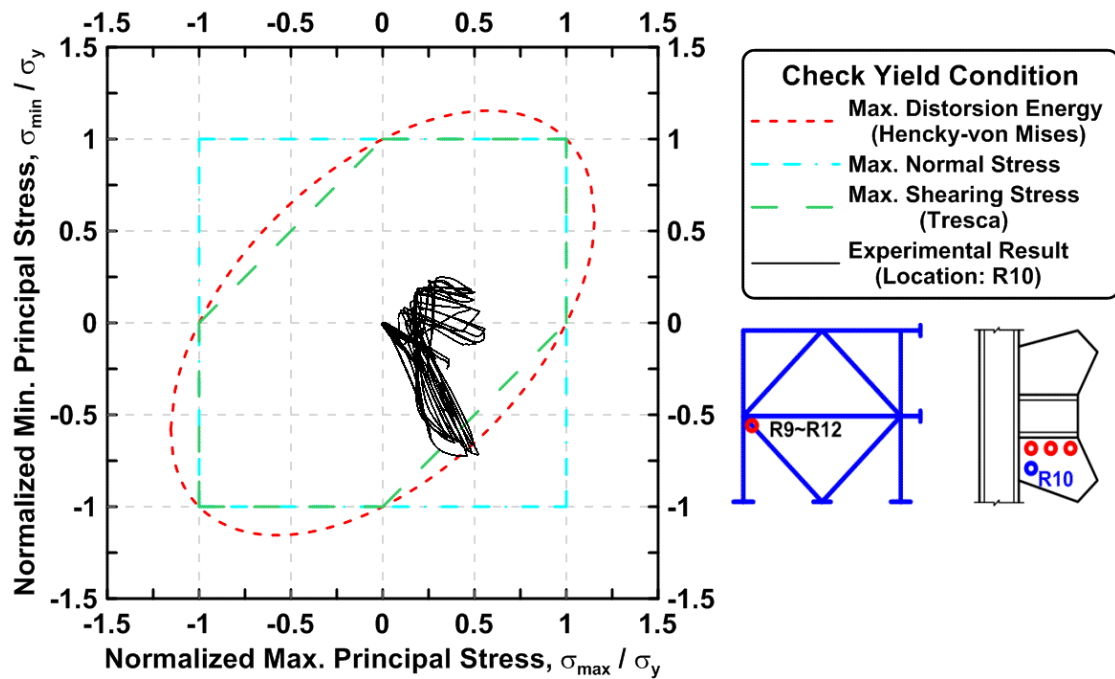 -1.5 -1 -0.5 0 0.5 1 1.5
1.5 1.5
1 1
0.5 0.5
0 0
-0.5 -0.5
-1 -1
-1.5 -1.5
-1.5 -1 -0.5 0 0.5 1 1.5
Normalized Min. Principal Stress, σmin / σy
Normalized Max. Principal Stress, σmax / σy
Check Yield Condition
Max. Distorsion Energy
(Hencky-von Mises)
Max. Normal Stress
Max. Shearing Stress
(Tresca)
Experimental Result
(Location: R10)
R9~R12
R10